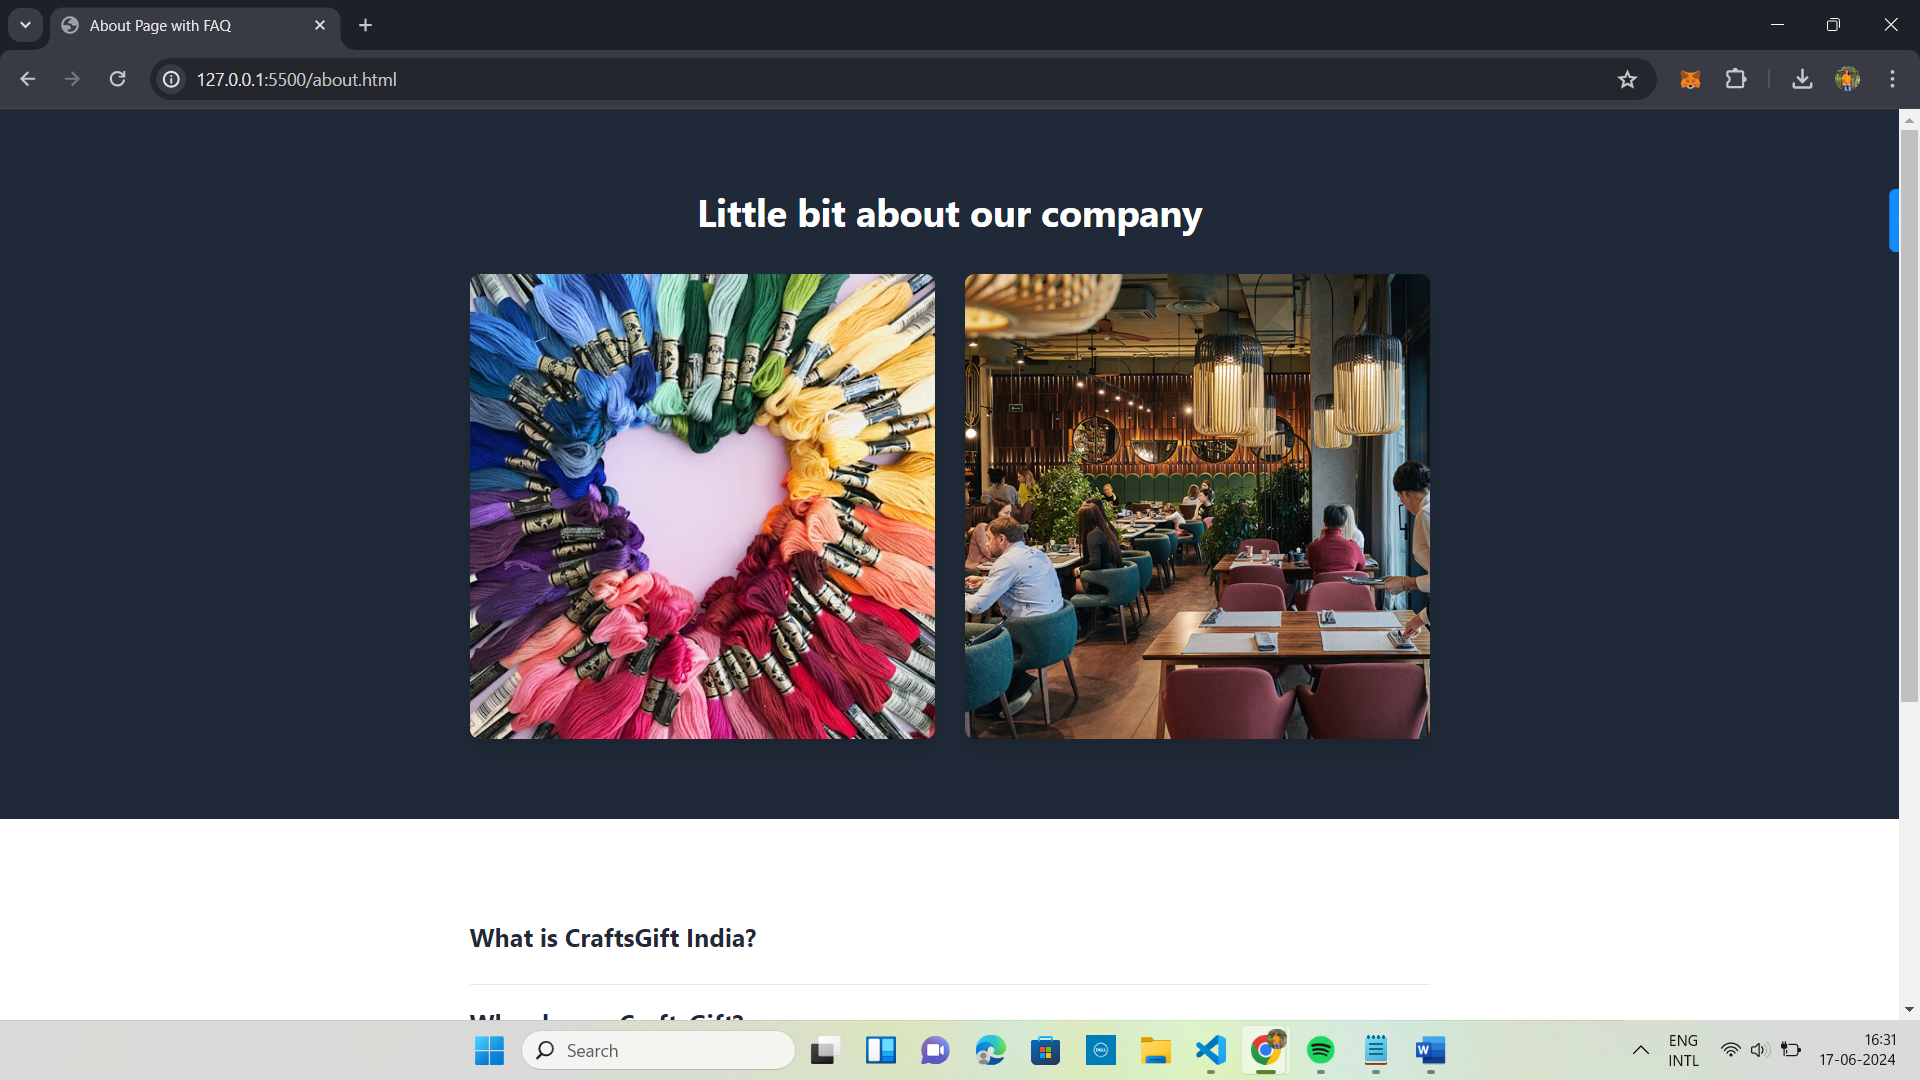 About Page with FAQ
127.0.0.1:5500/about.html
Little bit about our company
What is CraftsGift India?
Search
ENG
INTL
16:31
17-06-2024